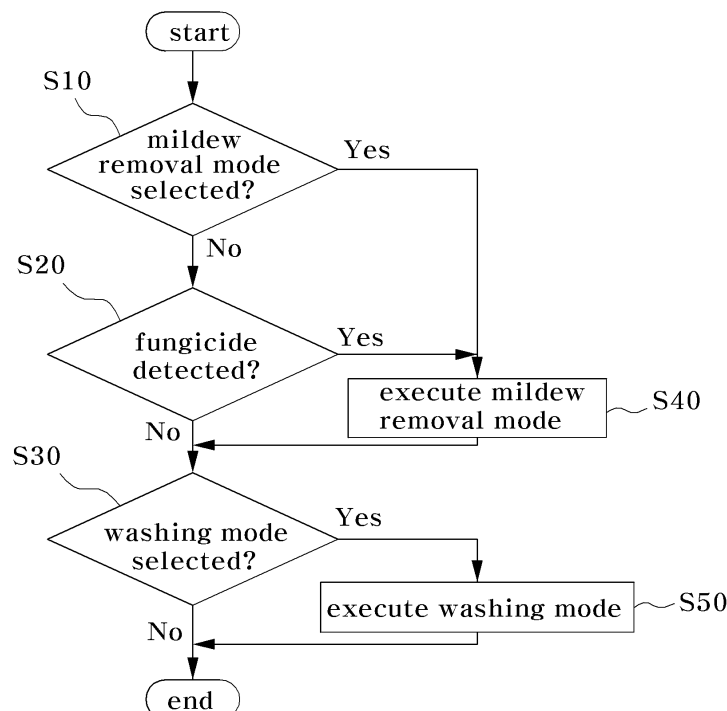 start
S10
mildew
removal mode
selected?
Yes
No
S20
fungicide
detected?
Yes
execute mildew
removal mode
S40
No
S30
washing mode
selected?
Yes
execute washing mode
S50
No
end